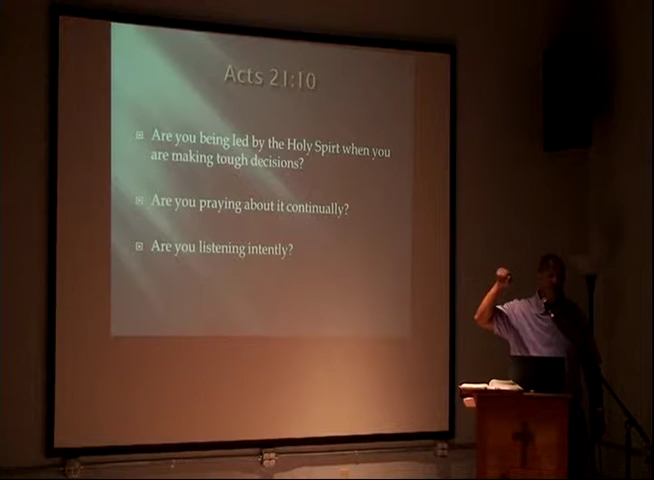 Acts 21:10
Are you being led by the Holy Spirt when you
are making tough decisions?
Are you praying about it continually?
Are you listening intently?